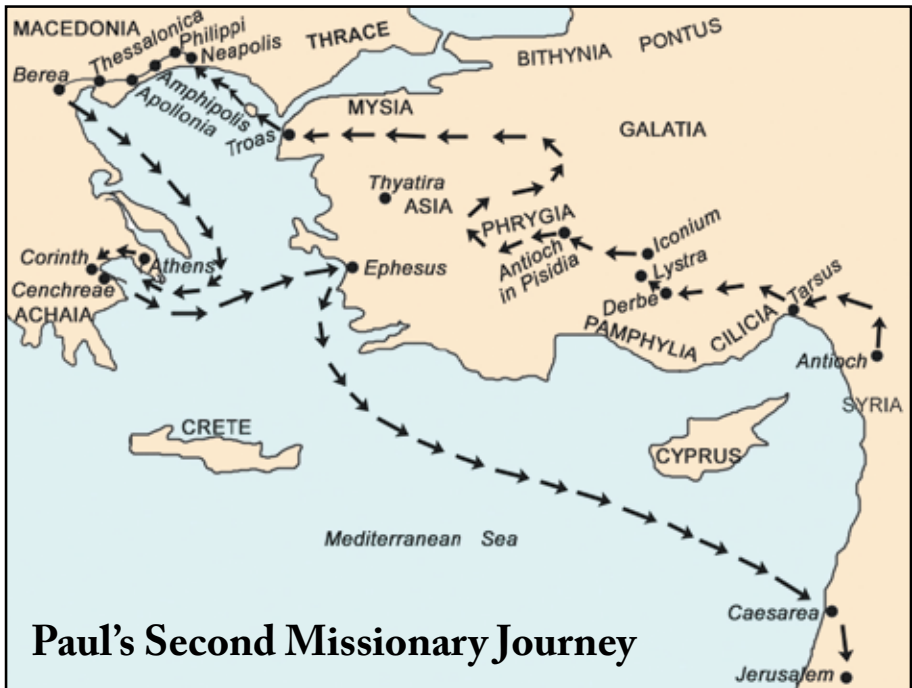 MACEDONIA
Thessalonica
Philippi
Neapolis
THRACE
BITHYNIA
PONTUS
Berea
Amphipolis
Apollonia
MYSIA
Troas
GALATIA
Thyatira
ASIA
PHRYGIA
Iconium
Antioch
in Pisidia
Lystra
Corinth
Athens
Ephesus
Derbe
Tarsus
Cenchreae
ACHAIA
PAMPHYLIA
CILICIA
Antioch
SYRIA
CRETE
CYPRUS
Mediterranean Sea
Caesarea
Paul's Second Missionary Journey
Jerusalem